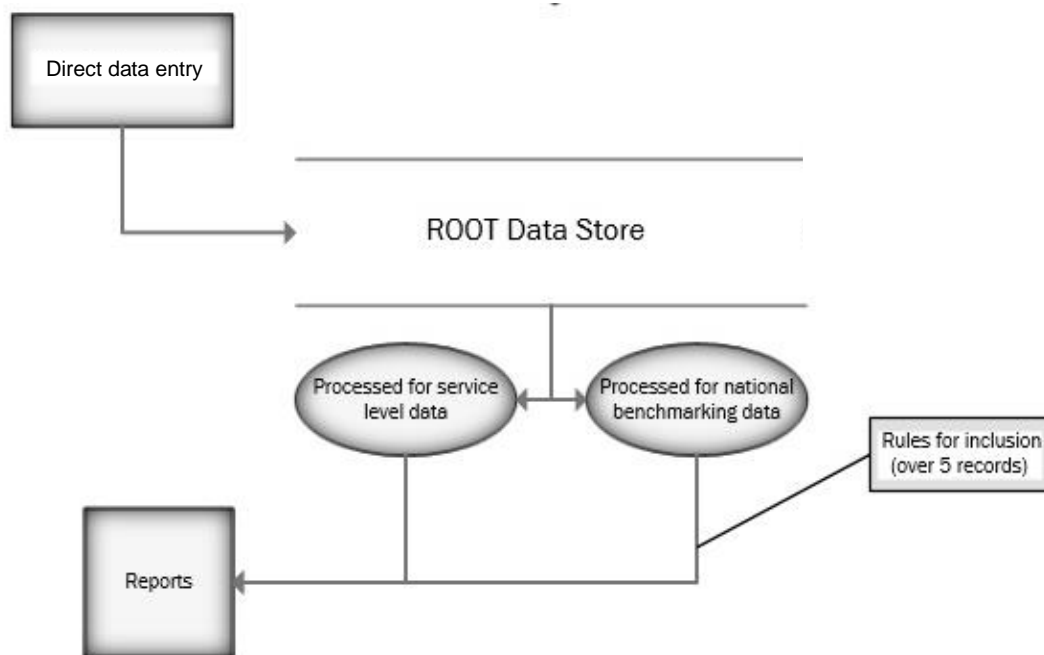 Direct data entry
ROOT Data Store
Processed for service
level data
Processed for national
benchmarking data
Rules for inclusion
(over 5 records)
Reports